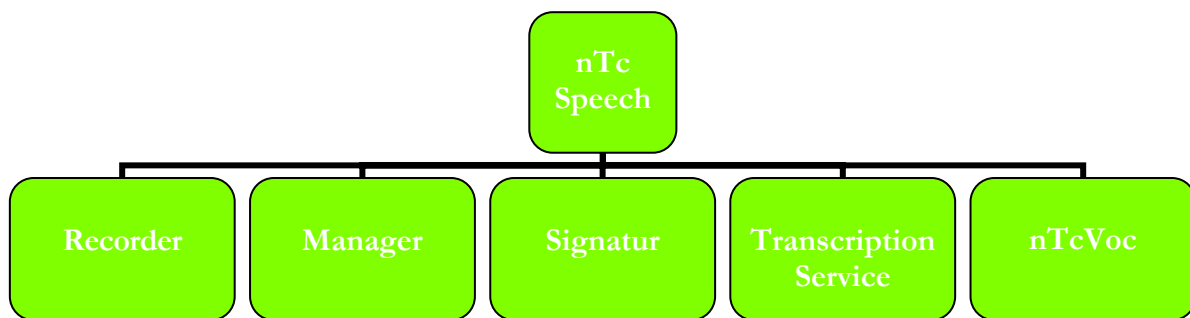 nTc
Speech
Recorder
Manager
Signatur
Transcription
Service
nTcVoc